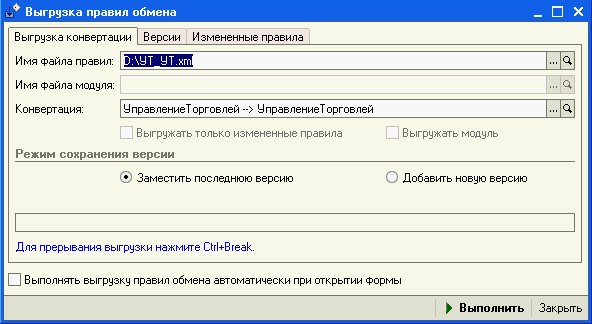 Выгрузка правил обмена
Выгрузка конвертации Версии Измененные правила
Имя файла правил: D:\УТ_УТ.xml ...
Имя файла модуля: ...
Конвертация: УправлениеТорговлей --> УправлениеТорговлей ...
Выгружать только измененные правила Выгружать модуль
Режим сохранения версии
Заместить последнюю версию Добавить новую версию
Для прерывания выгрузки нажмите Ctrl+Break.
Выполнять выгрузку правил обмена автоматически при открытии формы
Выполнить Закрыть